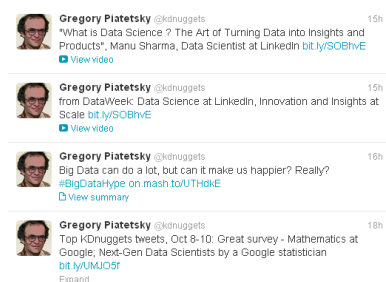 Gregory Piatetsky @kdnuggets 15h
"What is Data Science ? The Art of Turning Data into Insights and
Products", Manu Sharma, Data Scientist at LinkedIn bit.ly/SOBhvE
View video
Gregory Piatetsky @kdnuggets 15h
from DataWeek: Data Science at LinkedIn, Innovation and Insights at
Scale bit.ly/SOBhvE
View video
Gregory Piatetsky @kdnuggets 16h
Big Data can do a lot, but can it make us happier? Really?
#BigDataHype on.mash.to/UTHdkE
View summary
Gregory Piatetsky @kdnuggets 18h
Top KDnuggets tweets, Oct 8-10: Great survey - Mathematics at
Google; Next-Gen Data Scientists by a Google statistician
bit.ly/UMJO5f
Expand